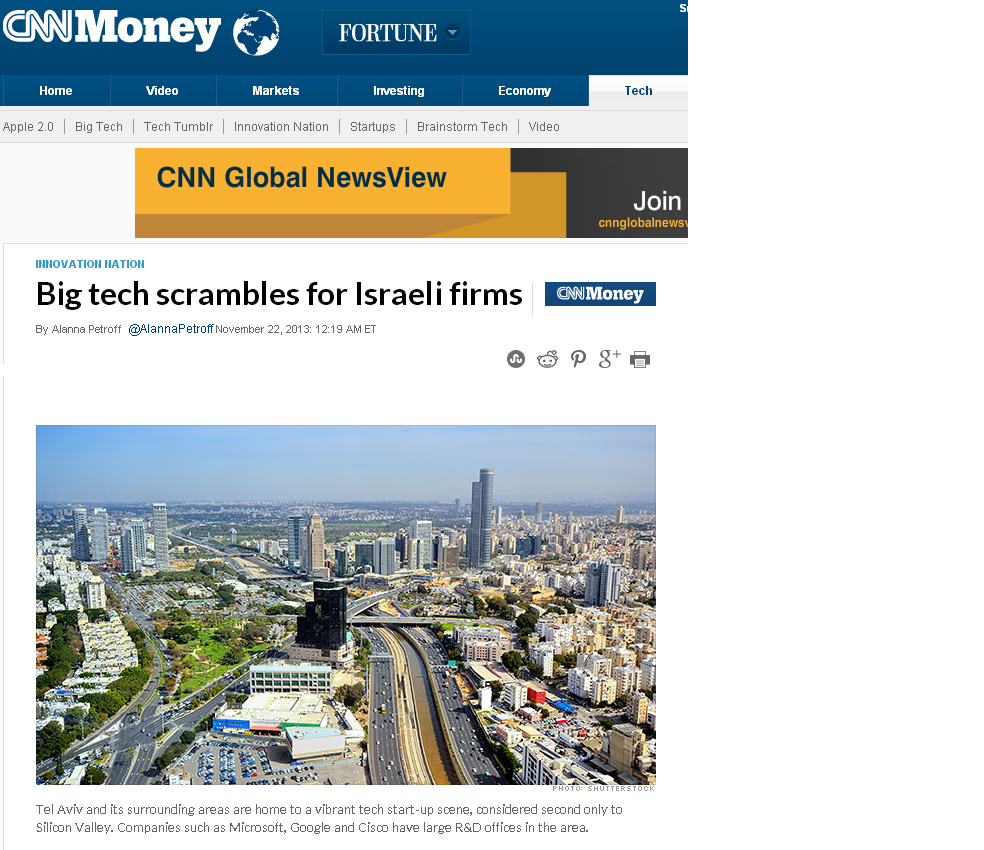 CNNMoney
FORTUNE
Home Video Markets Investing Economy Tech
Apple 2.0 Big Tech Tech Tumblr Innovation Nation Startups Brainstorm Tech Video
CNN Global NewsView
Join
INNOVATION NATION
Big tech scrambles for Israeli firms
CNNMoney
By Alanna Petroff @AlannaPetroff November 22, 2013: 12:19 AM ET
PHOTO: SHUTTERSTOCK
Tel Aviv and its surrounding areas are home to a vibrant tech start-up scene, considered second only to
Silicon Valley. Companies such as Microsoft, Google and Cisco have large R&D offices in the area.